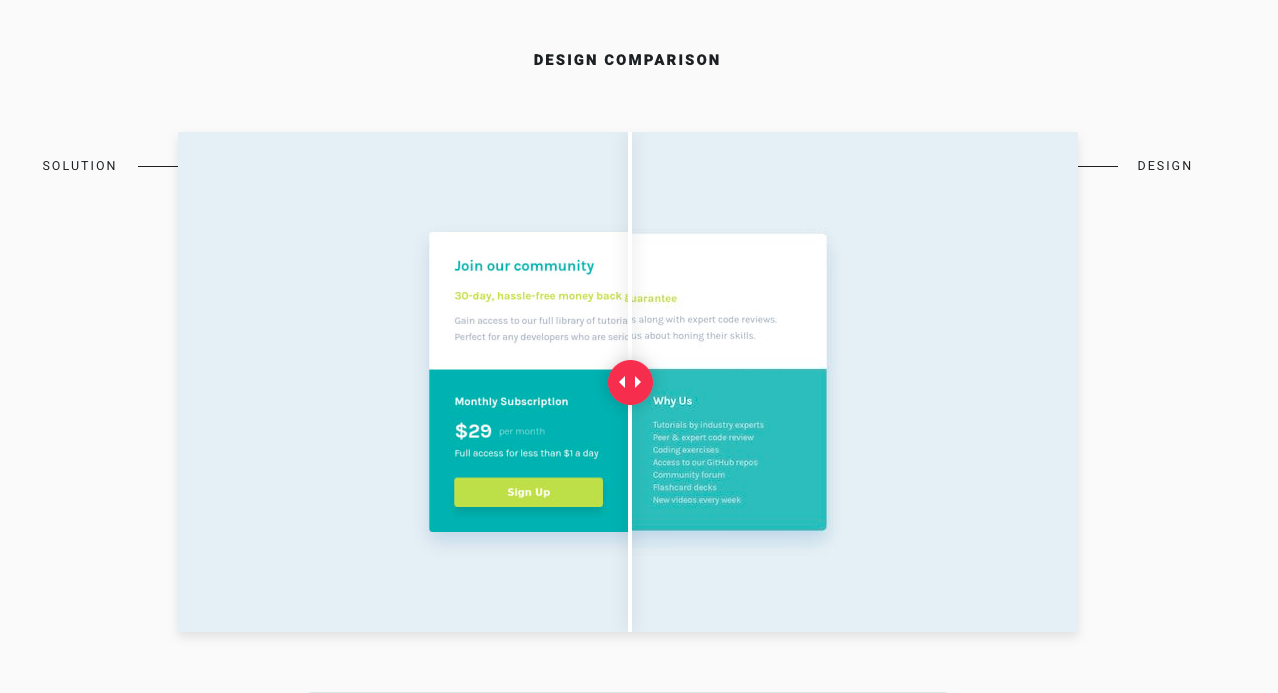 DESIGN COMPARISON
SOLUTION
DESIGN
Join our community
30-day, hassle-free money back guarantee
Gain access to our full library of tutorials along with expert code reviews.
Perfect for any developers who are serious about honing their skills.
Monthly Subscription
$29 per month
Full access for less than $1 a day
Sign Up
Why Us
Tutorials by industry experts
Peer & expert code review
Coding exercises
Access to our GitHub repos
Community forum
Flashcard decks
New videos every week